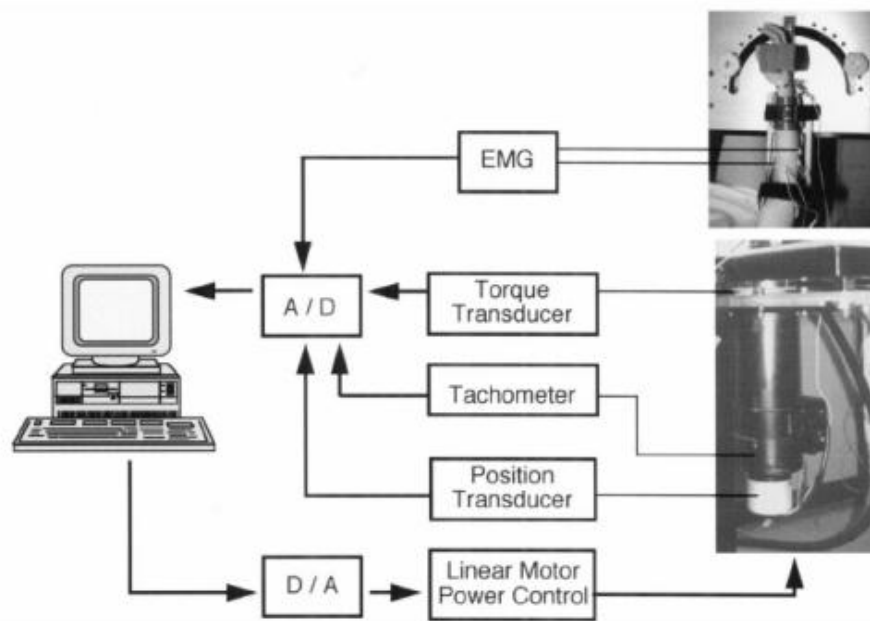 EMG
A / D
Torque
Transducer
Tachometer
Position
Transducer
D / A
Linear Motor
Power Control